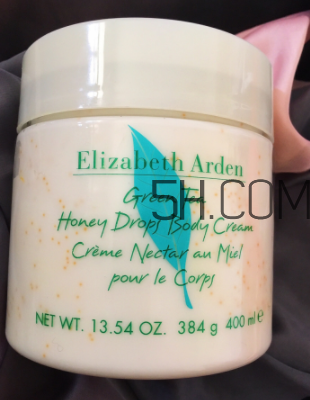 Elizabeth Arden
Green Tea
5H.COM
Honey Drops Body Cream
Crème Nectar au Miel
pour le Corps
NET WT. 13.54 OZ. 384 g 400 ml e